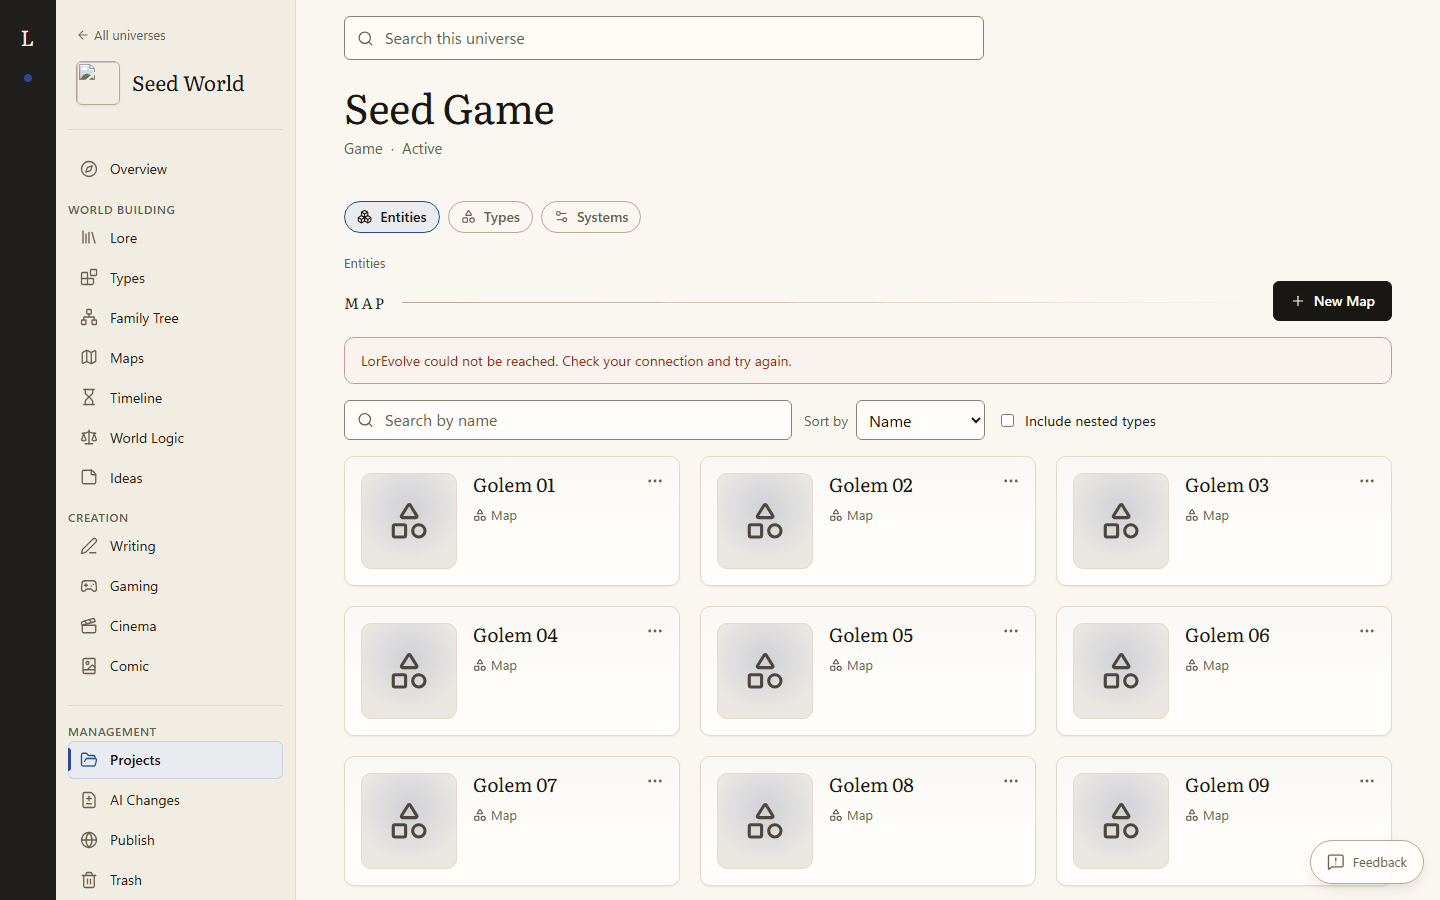 L
All universes
Seed World
Overview
WORLD BUILDING
Lore
Types
Family Tree
Maps
Timeline
World Logic
Ideas
CREATION
Writing
Gaming
Cinema
Comic
MANAGEMENT
Projects
AI Changes
Publish
Trash
Search this universe
Seed Game
Game · Active
Entities
Types
Systems
Entities
MAP
New Map
LorEvolve could not be reached. Check your connection and try again.
Search by name
Sort by
Name
Include nested types
Golem 01
Map
Golem 02
Map
Golem 03
Map
Golem 04
Map
Golem 05
Map
Golem 06
Map
Golem 07
Map
Golem 08
Map
Golem 09
Map
Feedback